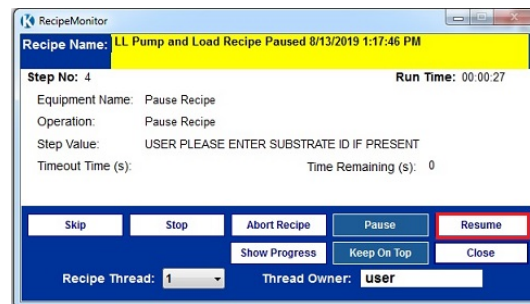 RecipeMonitor
Recipe Name: LL Pump and Load Recipe Paused 8/13/2019 1:17:46 PM
Step No: 4 Run Time: 00:00:27
Equipment Name: Pause Recipe
Operation: Pause Recipe
Step Value: USER PLEASE ENTER SUBSTRATE ID IF PRESENT
Timeout Time (s): Time Remaining (s): 0
Skip Stop Abort Recipe Pause Resume
Show Progress Keep On Top Close
Recipe Thread: 1 Thread Owner: user